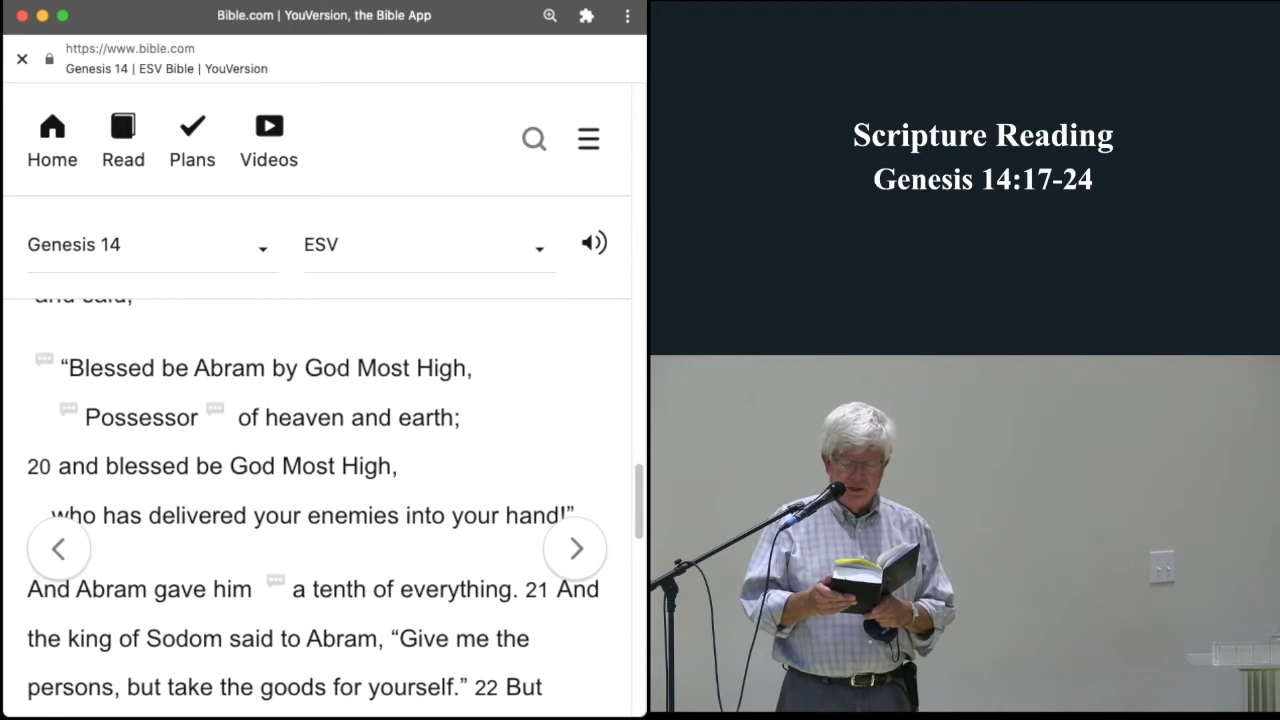 Bible.com | YouVersion, the Bible App
https://www.bible.com
Genesis 14 | ESV Bible | YouVersion
Home Read Plans Videos
Genesis 14 ESV
and said,
“Blessed be Abram by God Most High,
Possessor of heaven and earth;
20 and blessed be God Most High,
who has delivered your enemies into your hand!”
And Abram gave him a tenth of everything. 21 And
the king of Sodom said to Abram, “Give me the
persons, but take the goods for yourself.” 22 But
Scripture Reading
Genesis 14:17-24